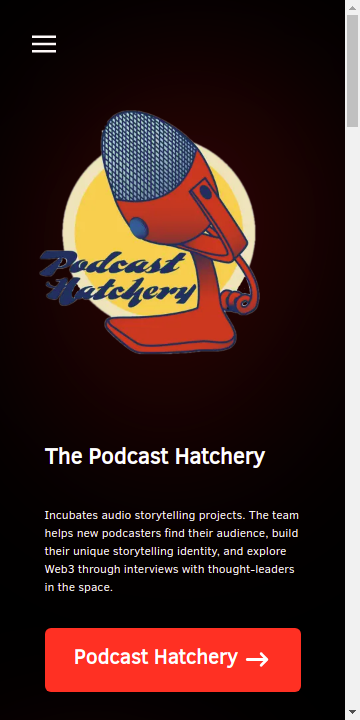 Podcast
Hatchery
The Podcast Hatchery
Incubates audio storytelling projects. The team
helps new podcasters find their audience, build
their unique storytelling identity, and explore
Web3 through interviews with thought-leaders
in the space.
Podcast Hatchery